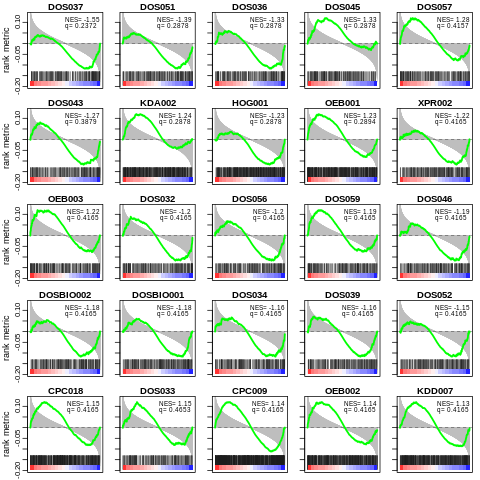 DOS037 DOS051 DOS036 DOS045 DOS057
NES= -1.55 NES= -1.39 NES= -1.33 NES= 1.33 NES= 1.28
q= 0.2372 q= 0.2878 q= 0.2878 q= 0.2878 q= 0.4157
rank metric
-0.20 -0.05 0.10
DOS043 KDA002 HOG001 OEB001 XPR002
NES= -1.27 NES= 1.24 NES= -1.23 NES= 1.23 NES= -1.22
q= 0.3879 q= 0.2878 q= 0.2878 q= 0.2894 q= 0.4165
rank metric
-0.20 -0.05 0.10
OEB003 DOS032 DOS056 DOS059 DOS046
NES= 1.22 NES= -1.2 NES= -1.2 NES= 1.19 NES= -1.19
q= 0.4165 q= 0.4165 q= 0.4165 q= 0.4165 q= 0.4165
rank metric
-0.20 -0.05 0.10
DOSBIO002 DOSBIO001 DOS034 DOS039 DOS052
NES= -1.18 NES= -1.18 NES= -1.16 NES= -1.16 NES= -1.15
q= 0.4165 q= 0.4165 q= 0.4165 q= 0.4165 q= 0.4165
rank metric
-0.20 -0.05 0.10
CPC018 DOS033 CPC009 OEB002 KDD007
NES= 1.15 NES= 1.15 NES= 1.14 NES= 1.14 NES= 1.13
q= 0.4165 q= 0.4653 q= 0.4165 q= 0.4165 q= 0.4165
rank metric
-0.20 -0.05 0.10